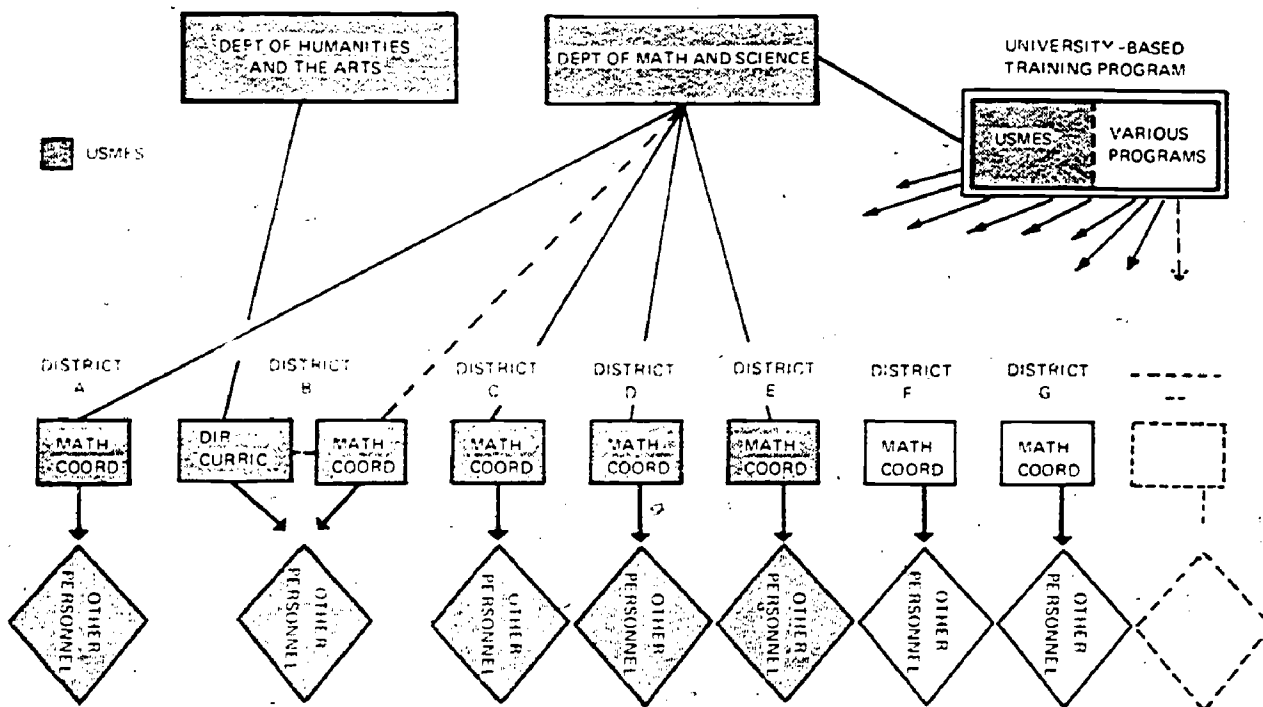 DEPT OF HUMANITIES
AND THE ARTS
DEPT OF MATH AND SCIENCE
UNIVERSITY-BASED
TRAINING PROGRAM
USMES
VARIOUS
PROGRAMS
USMES
DISTRICT
A
DISTRICT
B
DISTRICT
C
DISTRICT
D
DISTRICT
E
DISTRICT
F
DISTRICT
G
MATH
COORD
DIR
CURRIC
MATH
COORD
MATH
COORD
MATH
COORD
MATH
COORD
MATH
COORD
MATH
COORD
OTHER
PERSONNEL
OTHER
PERSONNEL
OTHER
PERSONNEL
OTHER
PERSONNEL
OTHER
PERSONNEL
OTHER
PERSONNEL
OTHER
PERSONNEL